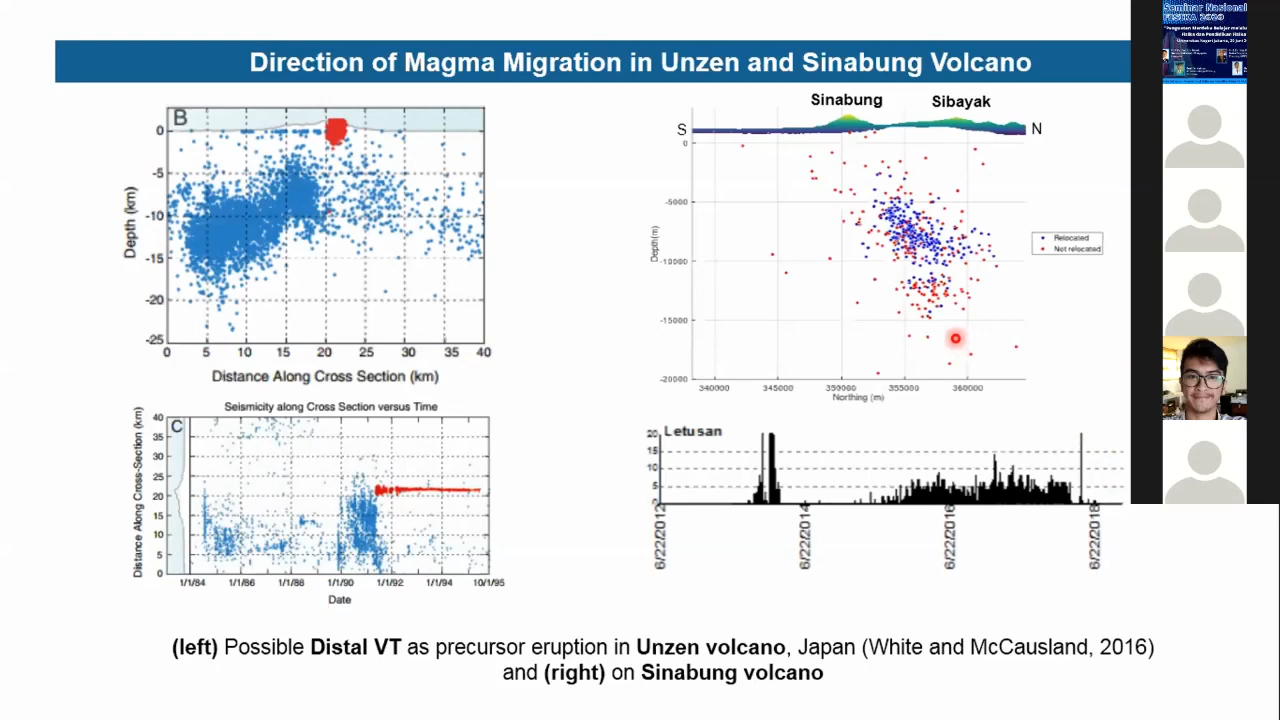 Direction of Magma Migration in Unzen and Sinabung Volcano
B
0
-5
-10
-15
-20
-25
Depth (km)
0 5 10 15 20 25 30 35 40
Distance Along Cross Section (km)
Seismicity along Cross Section versus Time
C
40
35
30
25
20
15
10
5
0
Distance Along Cross-Section (km)
1/1/84 1/1/86 1/1/88 1/1/90 1/1/92 1/1/94 10/1/95
Date
Sinabung Sibayak
S N
0
-5000
-10000
-15000
-20000
Depth(m)
340000 345000 350000 355000 360000
Northing (m)
Relocated
Not relocated
Letusan
20
15
10
5
0
6/22/2012 6/22/2014 6/22/2016 6/22/2018
(left) Possible Distal VT as precursor eruption in Unzen volcano, Japan (White and McCausland, 2016)
and (right) on Sinabung volcano
Seminar Nasional
FISIKA 2020